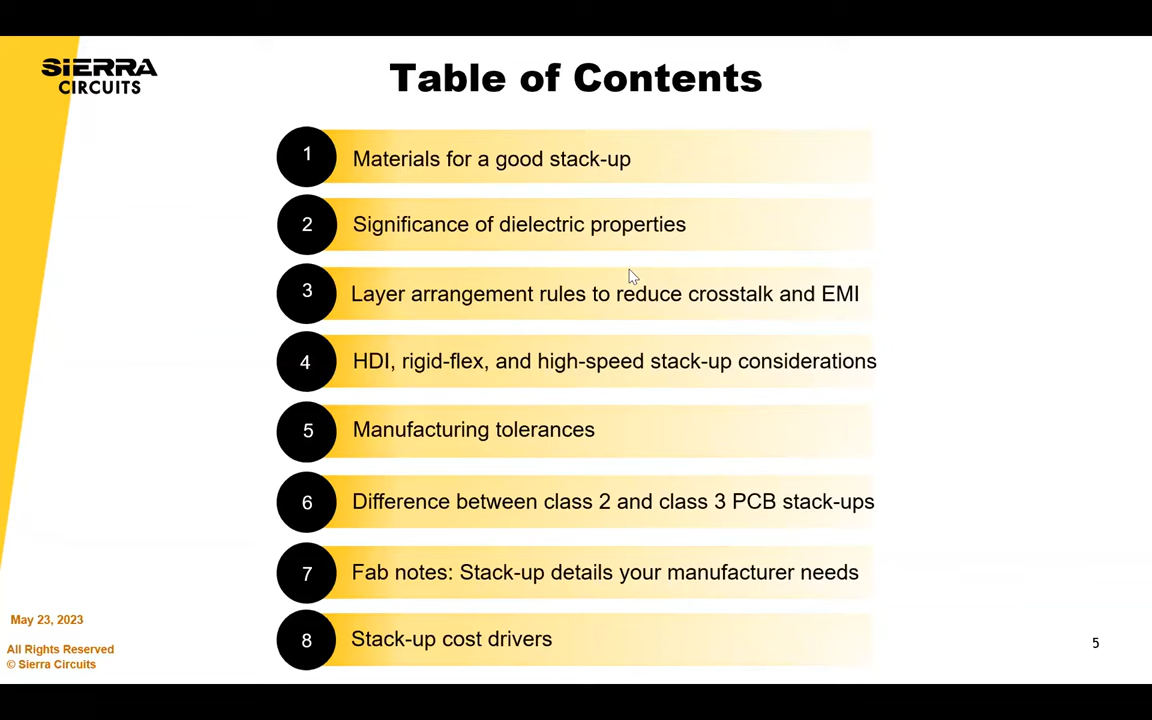 SIERRA
CIRCUITS
Table of Contents
1 Materials for a good stack-up
2 Significance of dielectric properties
3 Layer arrangement rules to reduce crosstalk and EMI
4 HDI, rigid-flex, and high-speed stack-up considerations
5 Manufacturing tolerances
6 Difference between class 2 and class 3 PCB stack-ups
7 Fab notes: Stack-up details your manufacturer needs
8 Stack-up cost drivers
May 23, 2023
All Rights Reserved
© Sierra Circuits
5